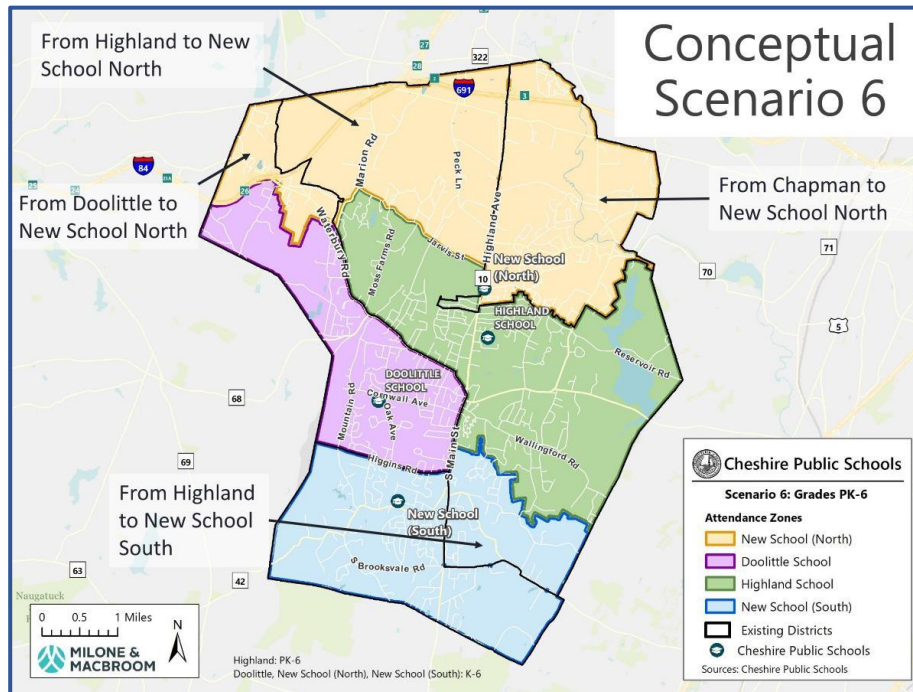 Conceptual
Scenario 6
From Highland to New
School North
From Doolittle to
New School North
From Chapman to
New School North
From Highland
to New School
South
27
28
322
691
3
84
25
26
10
70
71
5
68
69
63
42
Marion Rd
Peck Ln
Highland Ave
Waterbury Rd
Moss Farms Rd
Jarvis St
New School
(North)
HIGHLAND
SCHOOL
Reservoir Rd
DOOLITTLE
SCHOOL
Cornwall Ave
Oak Ave
Mountain Rd
S Main St
Wallingford Rd
Higgins Rd
New School
(South)
S Brooksvale Rd
Naugatuck
0 0.5 1 Miles
N
MILONE &
MACBROOM
Highland: PK-6
Doolittle, New School (North), New School (South): K-6
Cheshire Public Schools
Scenario 6: Grades PK-6
Attendance Zones
New School (North)
Doolittle School
Highland School
New School (South)
Existing Districts
Cheshire Public Schools
Sources: Cheshire Public Schools